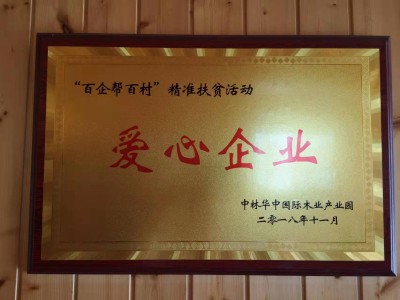 “百企帮百村”精准扶贫活动
爱心企业
中林华中国际木业产业园
二零一八年十一月